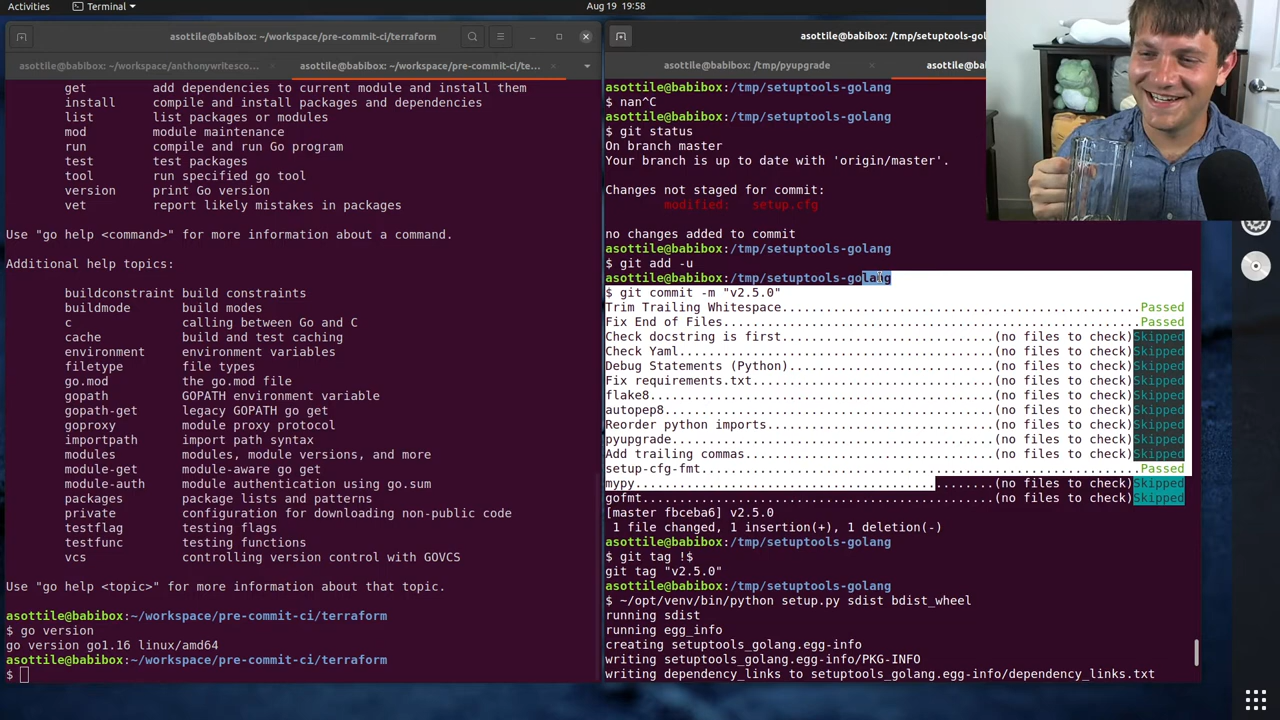 Activities
Terminal
Aug 19 19:58
asottile@babibox: ~/workspace/pre-commit-ci/terraform
asottile@babibox: ~/workspace/anthonywritesco...
asottile@babibox: ~/workspace/pre-commit-ci/te...
get add dependencies to current module and install them
install compile and install packages and dependencies
list list packages or modules
mod module maintenance
run compile and run Go program
test test packages
tool run specified go tool
version print Go version
vet report likely mistakes in packages
Use "go help <command>" for more information about a command.
Additional help topics:
buildconstraint build constraints
buildmode build modes
c calling between Go and C
cache build and test caching
environment environment variables
filetype file types
go.mod the go.mod file
gopath GOPATH environment variable
gopath-get legacy GOPATH go get
goproxy module proxy protocol
importpath import path syntax
modules modules, module versions, and more
module-get module-aware go get
module-auth module authentication using go.sum
packages package lists and patterns
private configuration for downloading non-public code
testflag testing flags
testfunc testing functions
vcs controlling version control with GOVCS
Use "go help <topic>" for more information about that topic.
asottile@babibox:~/workspace/pre-commit-ci/terraform
$ go version
go version go1.16 linux/amd64
asottile@babibox:~/workspace/pre-commit-ci/terraform
$
asottile@babibox: /tmp/setuptools-gol
asottile@babibox: /tmp/pyupgrade
asottile@ba
asottile@babibox:/tmp/setuptools-golang
$ nan^C
asottile@babibox:/tmp/setuptools-golang
$ git status
On branch master
Your branch is up to date with 'origin/master'.
Changes not staged for commit:
modified: setup.cfg
no changes added to commit
asottile@babibox:/tmp/setuptools-golang
$ git add -u
asottile@babibox:/tmp/setuptools-golang
$ git commit -m "v2.5.0"
Trim Trailing Whitespace.................................................Passed
Fix End of Files.........................................................Passed
Check docstring is first.............................(no files to check)Skipped
Check Yaml...........................................(no files to check)Skipped
Debug Statements (Python)............................(no files to check)Skipped
Fix requirements.txt.................................(no files to check)Skipped
flake8...............................................(no files to check)Skipped
autopep8.............................................(no files to check)Skipped
Reorder python imports...............................(no files to check)Skipped
pyupgrade............................................(no files to check)Skipped
Add trailing commas..................................(no files to check)Skipped
setup-cfg-fmt............................................................Passed
mypy.................................................(no files to check)Skipped
gofmt................................................(no files to check)Skipped
[master fbceba6] v2.5.0
1 file changed, 1 insertion(+), 1 deletion(-)
asottile@babibox:/tmp/setuptools-golang
$ git tag !$
git tag "v2.5.0"
asottile@babibox:/tmp/setuptools-golang
$ ~/opt/venv/bin/python setup.py sdist bdist_wheel
running sdist
running egg_info
creating setuptools_golang.egg-info
writing setuptools_golang.egg-info/PKG-INFO
writing dependency_links to setuptools_golang.egg-info/dependency_links.txt